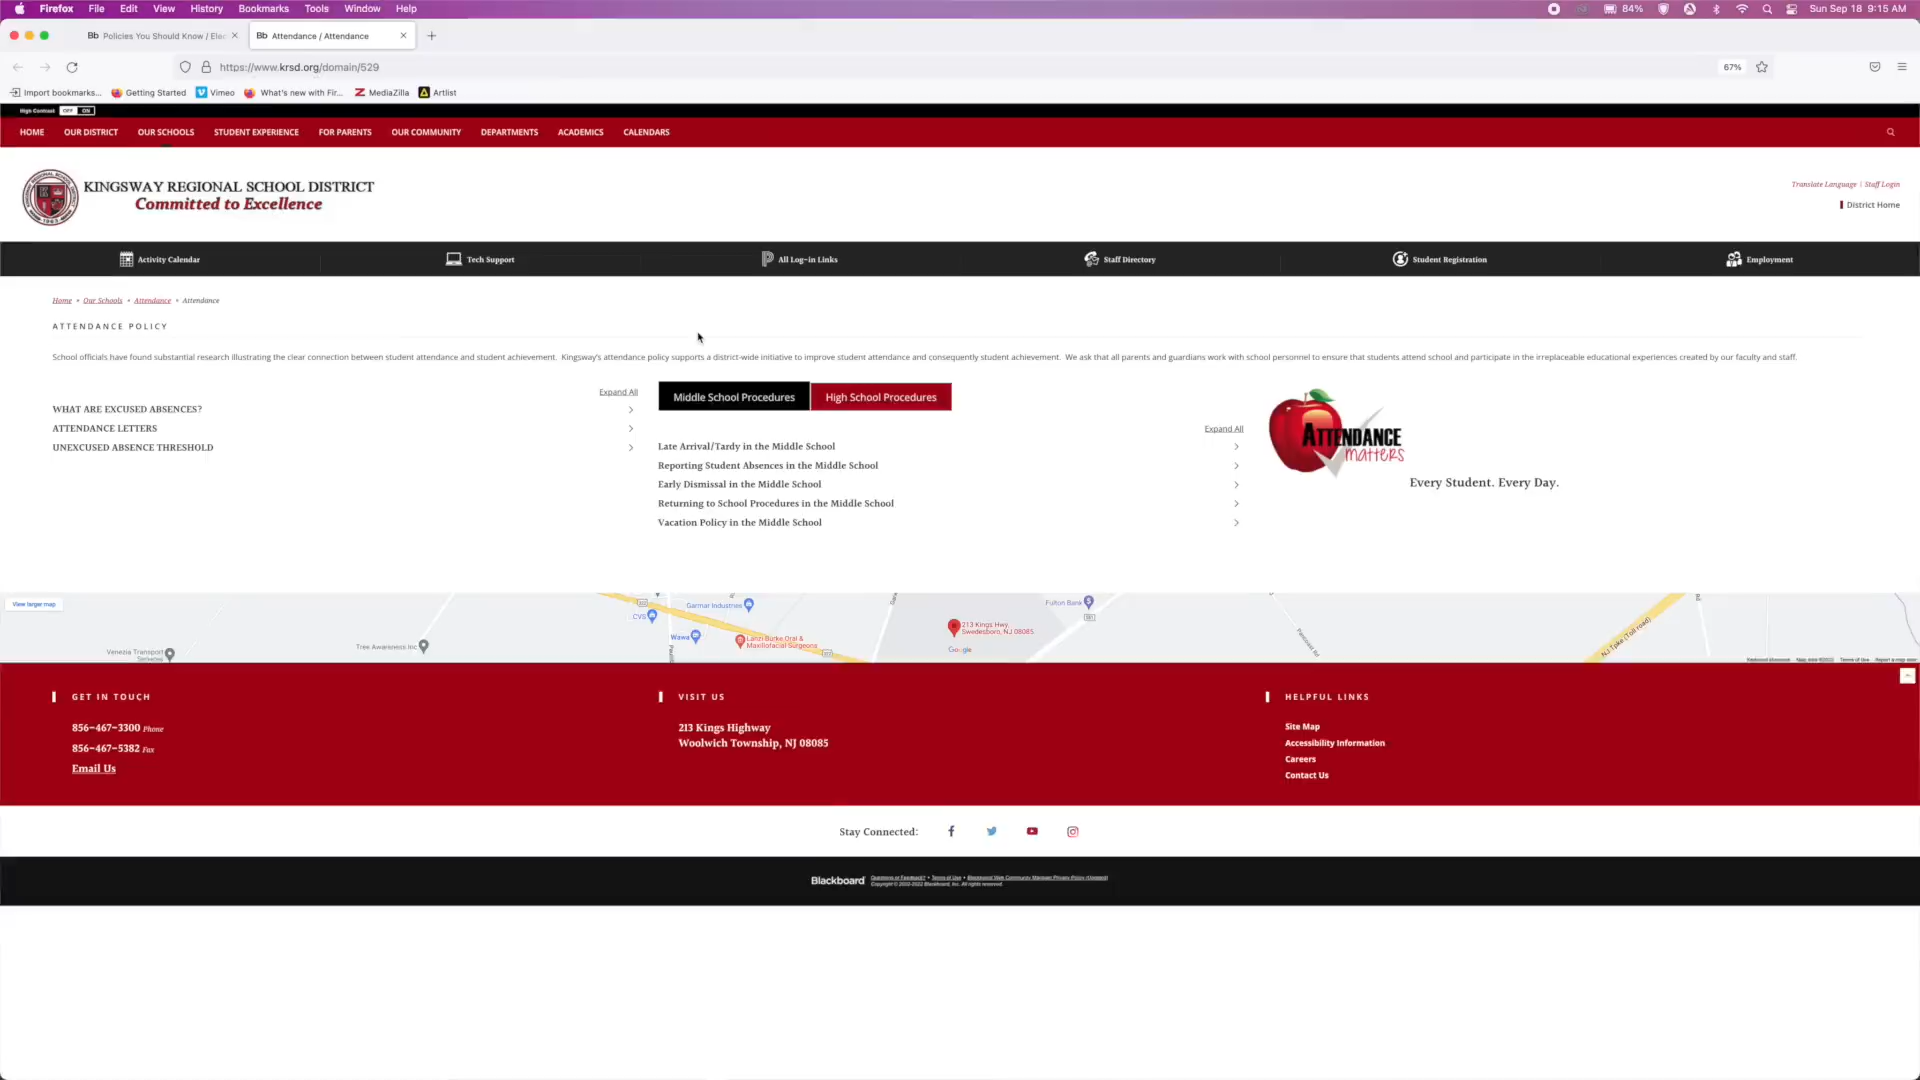 Firefox File Edit View History Bookmarks Tools Window Help
84% Sun Sep 18 9:15 AM
Bb Policies You Should Know / Elec
Bb Attendance / Attendance
https://www.krsd.org/domain/529
67%
Import bookmarks... Getting Started Vimeo What's new with Fir... MediaZilla Artlist
High Contrast OFF ON
HOME OUR DISTRICT OUR SCHOOLS STUDENT EXPERIENCE FOR PARENTS OUR COMMUNITY DEPARTMENTS ACADEMICS CALENDARS
KINGSWAY REGIONAL SCHOOL DISTRICT
Committed to Excellence
Translate Language | Staff Login
District Home
Activity Calendar Tech Support All Log-in Links Staff Directory Student Registration Employment
Home Our Schools Attendance Attendance
ATTENDANCE POLICY
School officials have found substantial research illustrating the clear connection between student attendance and student achievement. Kingsway's attendance policy supports a district-wide initiative to improve student attendance and consequently student achievement. We ask that all parents and guardians work with school personnel to ensure that students attend school and participate in the irreplaceable educational experiences created by our faculty and staff.
Expand All
WHAT ARE EXCUSED ABSENCES?
ATTENDANCE LETTERS
UNEXCUSED ABSENCE THRESHOLD
Middle School Procedures High School Procedures
Expand All
Late Arrival/Tardy in the Middle School
Reporting Student Absences in the Middle School
Early Dismissal in the Middle School
Returning to School Procedures in the Middle School
Vacation Policy in the Middle School
ATTENDANCE
matters
Every Student. Every Day.
View larger map
Garmar Industries
CVS
Wawa
Lanzi Burke Oral &
Maxillofacial Surgeons
Venezia Transport
Tree Awareness Inc
Fulton Bank
213 Kings Hwy,
Swedesboro, NJ 08085
Google
Pancoast Rd
NJ Tpke (Toll road)
Rd
Terms of Use
GET IN TOUCH
856-467-3300 Phone
856-467-5382 Fax
Email Us
VISIT US
213 Kings Highway
Woolwich Township, NJ 08085
HELPFUL LINKS
Site Map
Accessibility Information
Careers
Contact Us
Stay Connected:
Blackboard
Questions or Feedback? • Terms of Use • Blackboard Web Community Manager Privacy Policy (Updated)
Copyright © 2002-2022 Blackboard, Inc. All rights reserved.